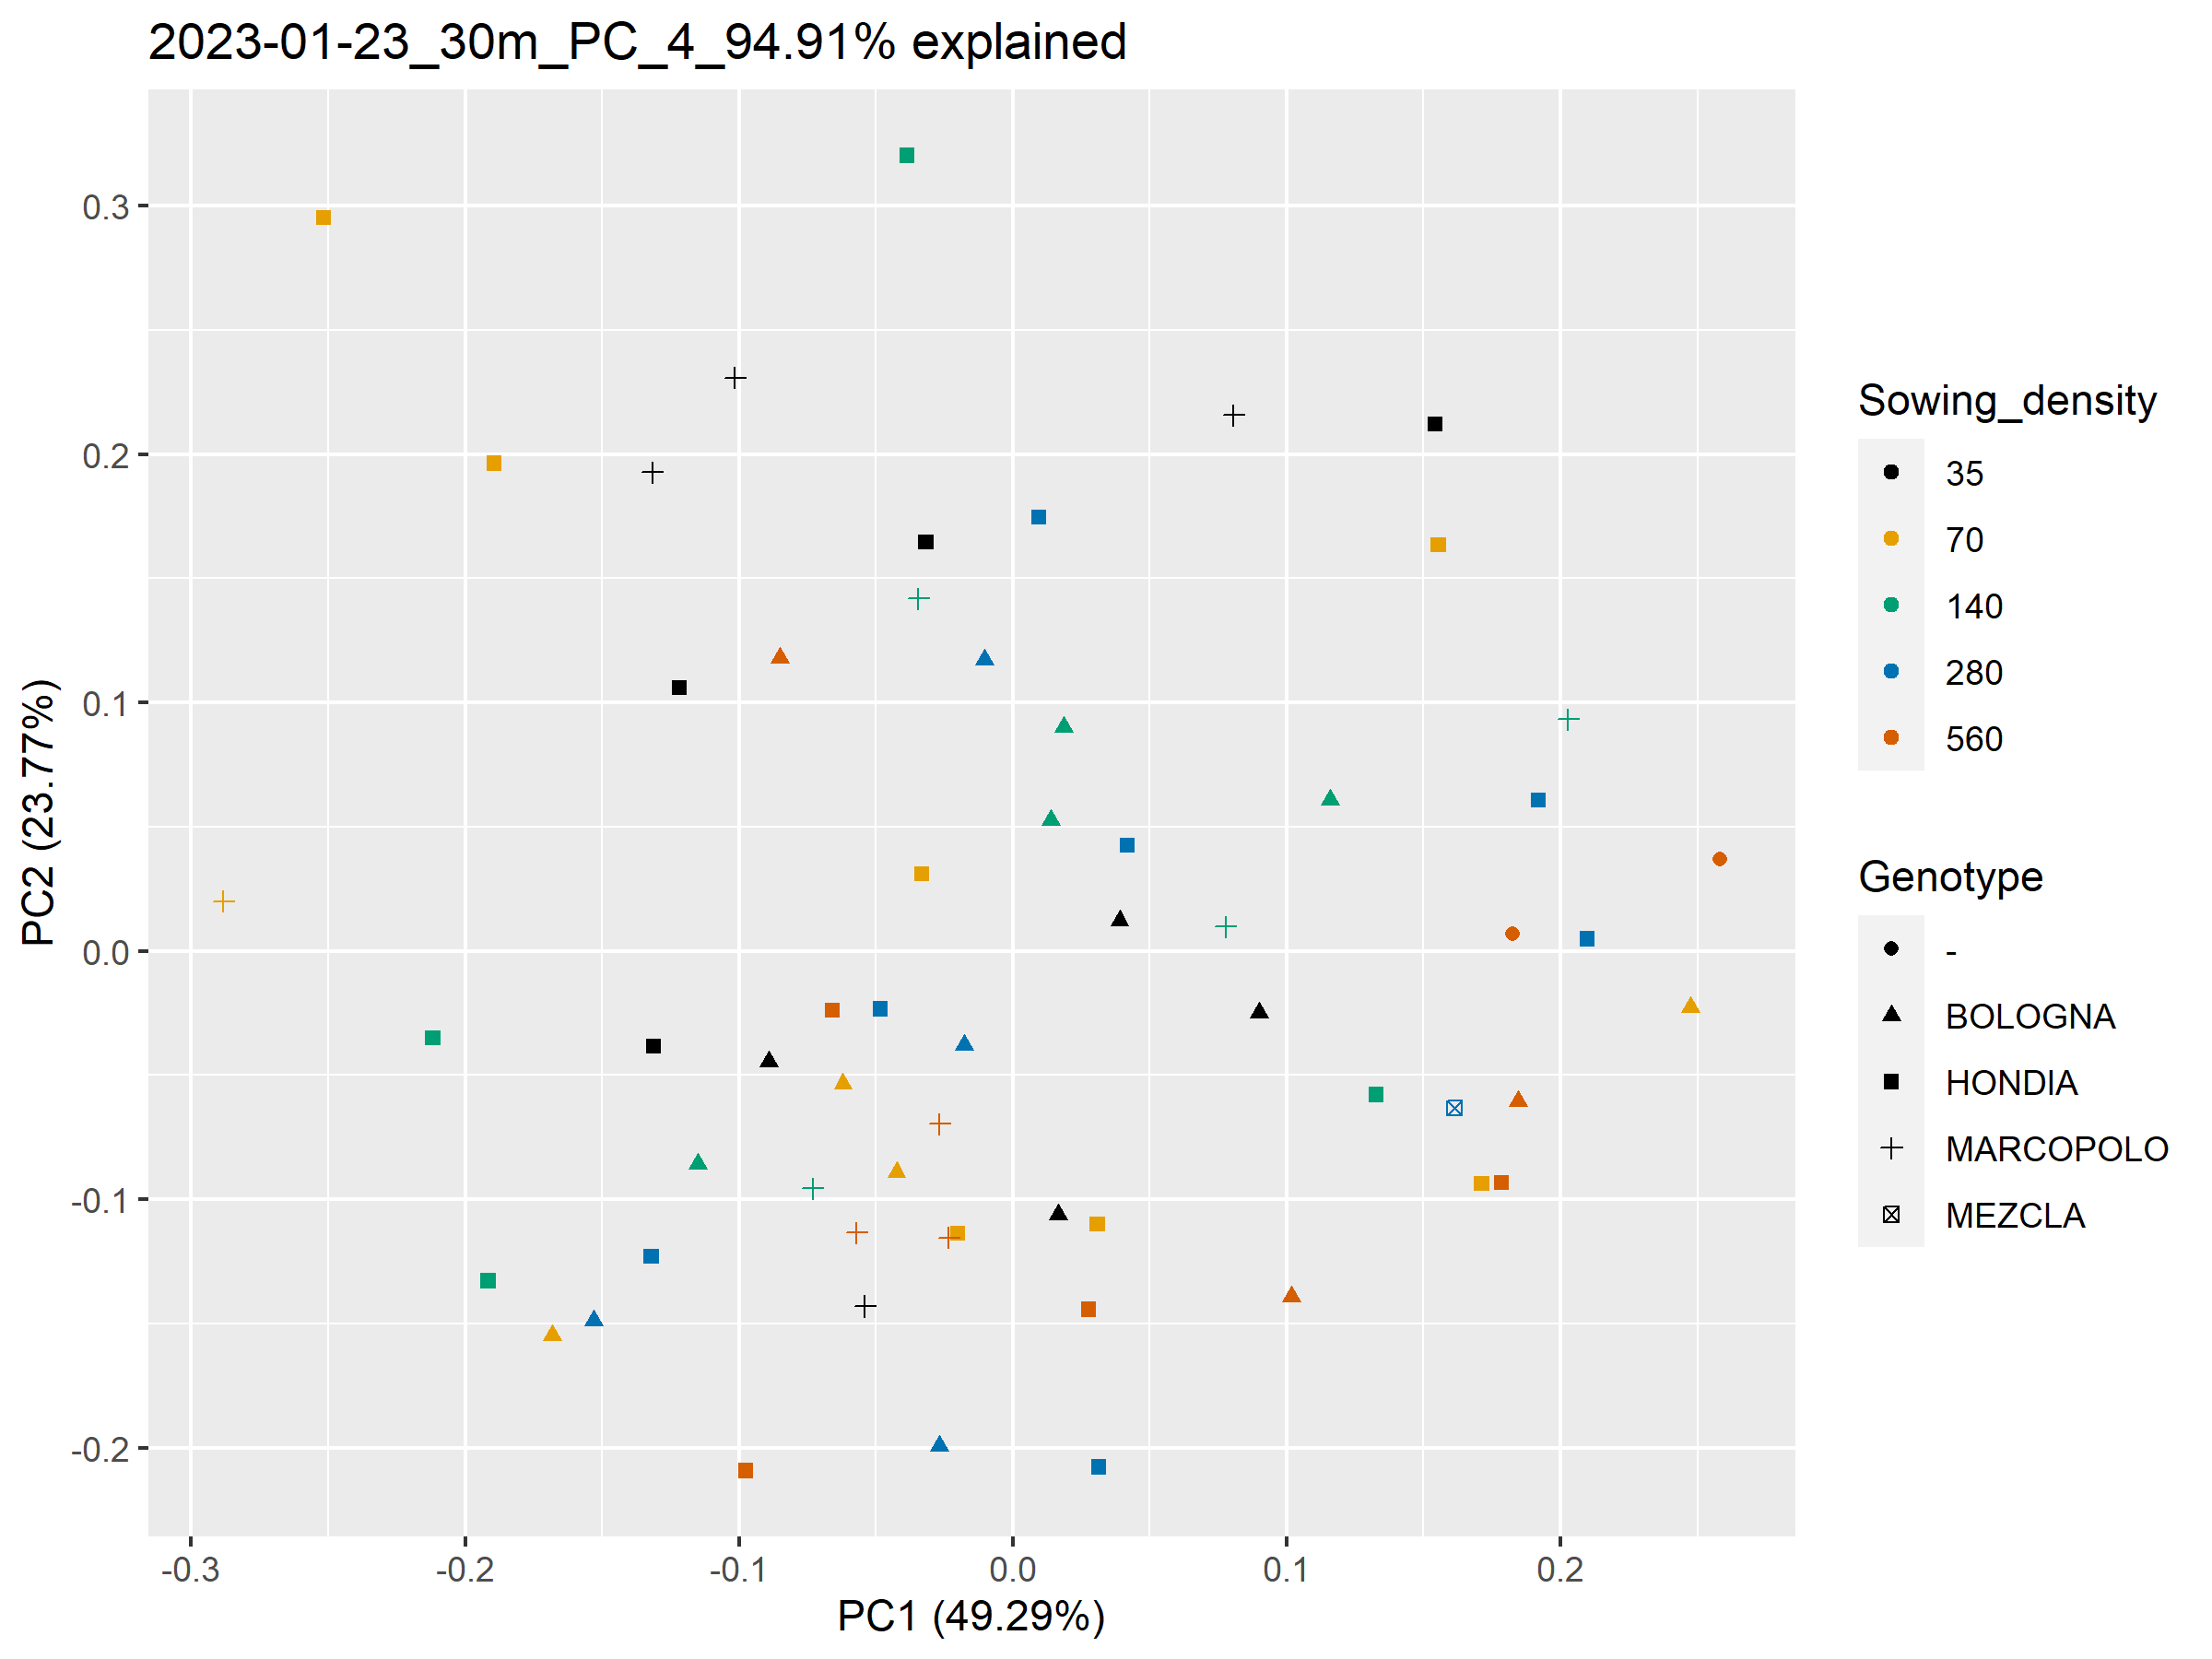 2023-01-23_30m_PC_4_94.91% explained
0.3
0.2
0.1
0.0
-0.1
-0.2
PC2 (23.77%)
-0.3
-0.2
-0.1
0.0
0.1
0.2
PC1 (49.29%)
Sowing_density
35
70
140
280
560
Genotype
-
BOLOGNA
HONDIA
MARCOPOLO
MEZCLA